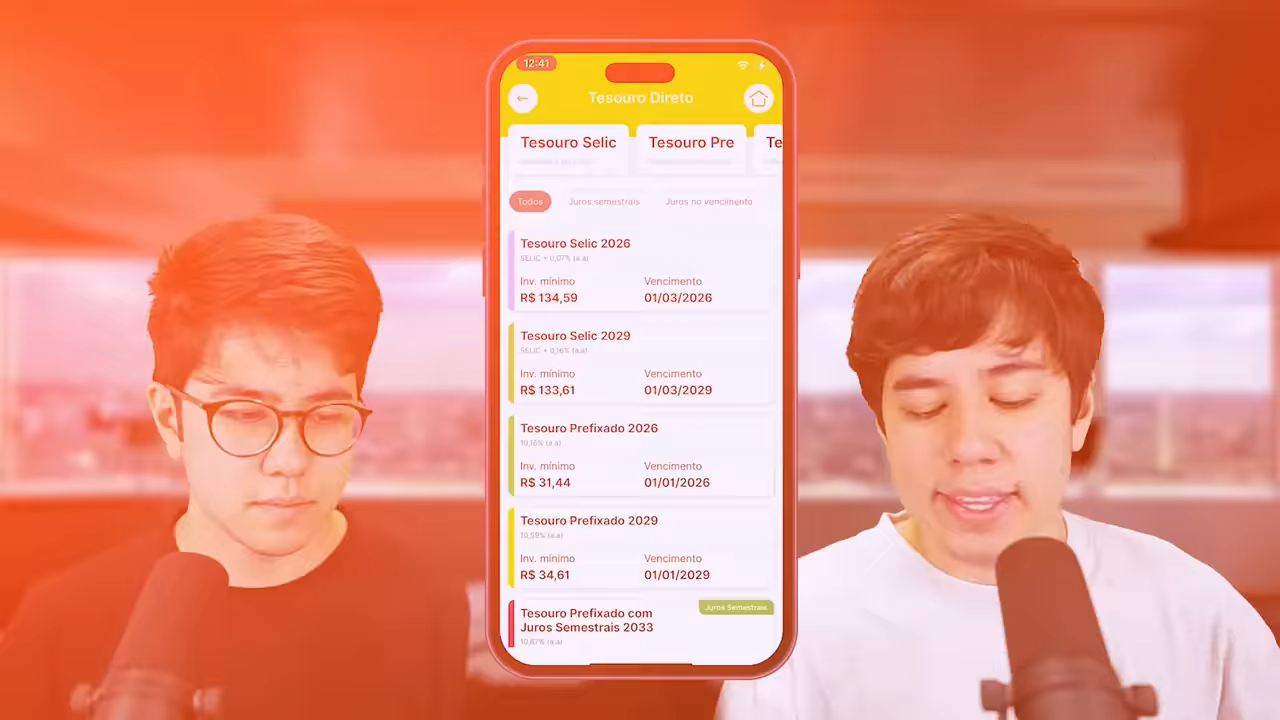 12:41
Tesouro Direto
Tesouro Selic
Tesouro Pre
Te
Todos
Juros semestrais
Juros no vencimento
Tesouro Selic 2026
SELIC + 0,07% (a.a)
Inv. mínimo
Vencimento
R$ 134,59
01/03/2026
Tesouro Selic 2029
SELIC + 0,16% (a.a)
Inv. mínimo
Vencimento
R$ 133,61
01/03/2029
Tesouro Prefixado 2026
10,16% (a.a)
Inv. mínimo
Vencimento
R$ 31,44
01/01/2026
Tesouro Prefixado 2029
10,59% (a.a)
Inv. mínimo
Vencimento
R$ 34,61
01/01/2029
Tesouro Prefixado com
Juros Semestrais 2033
Juros Semestrais
10,67% (a.a)